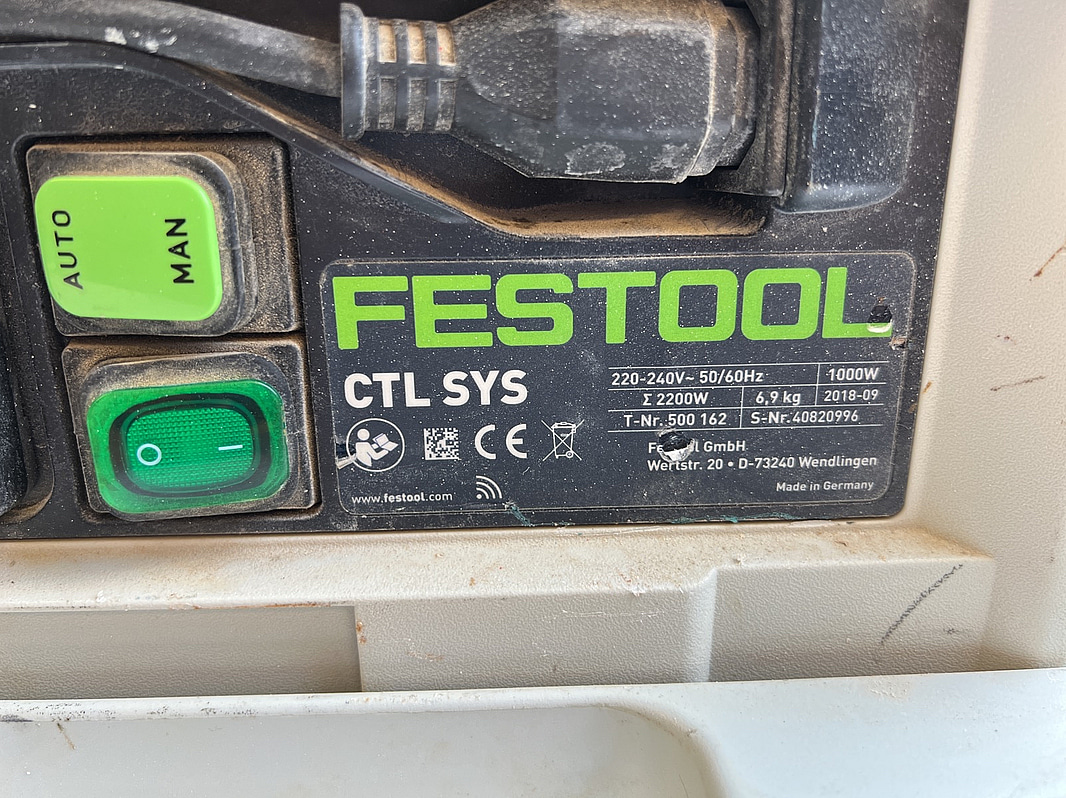 AUTO
MAN
O I
FESTOOL
CTL SYS
220-240V~ 50/60Hz 1000W
Σ 2200W 6,9 kg 2018-09
T-Nr. 500 162 S-Nr. 40820996
CE
GmbH
Wertstr. 20 • D-73240 Wendlingen
www.festool.com
Made in Germany